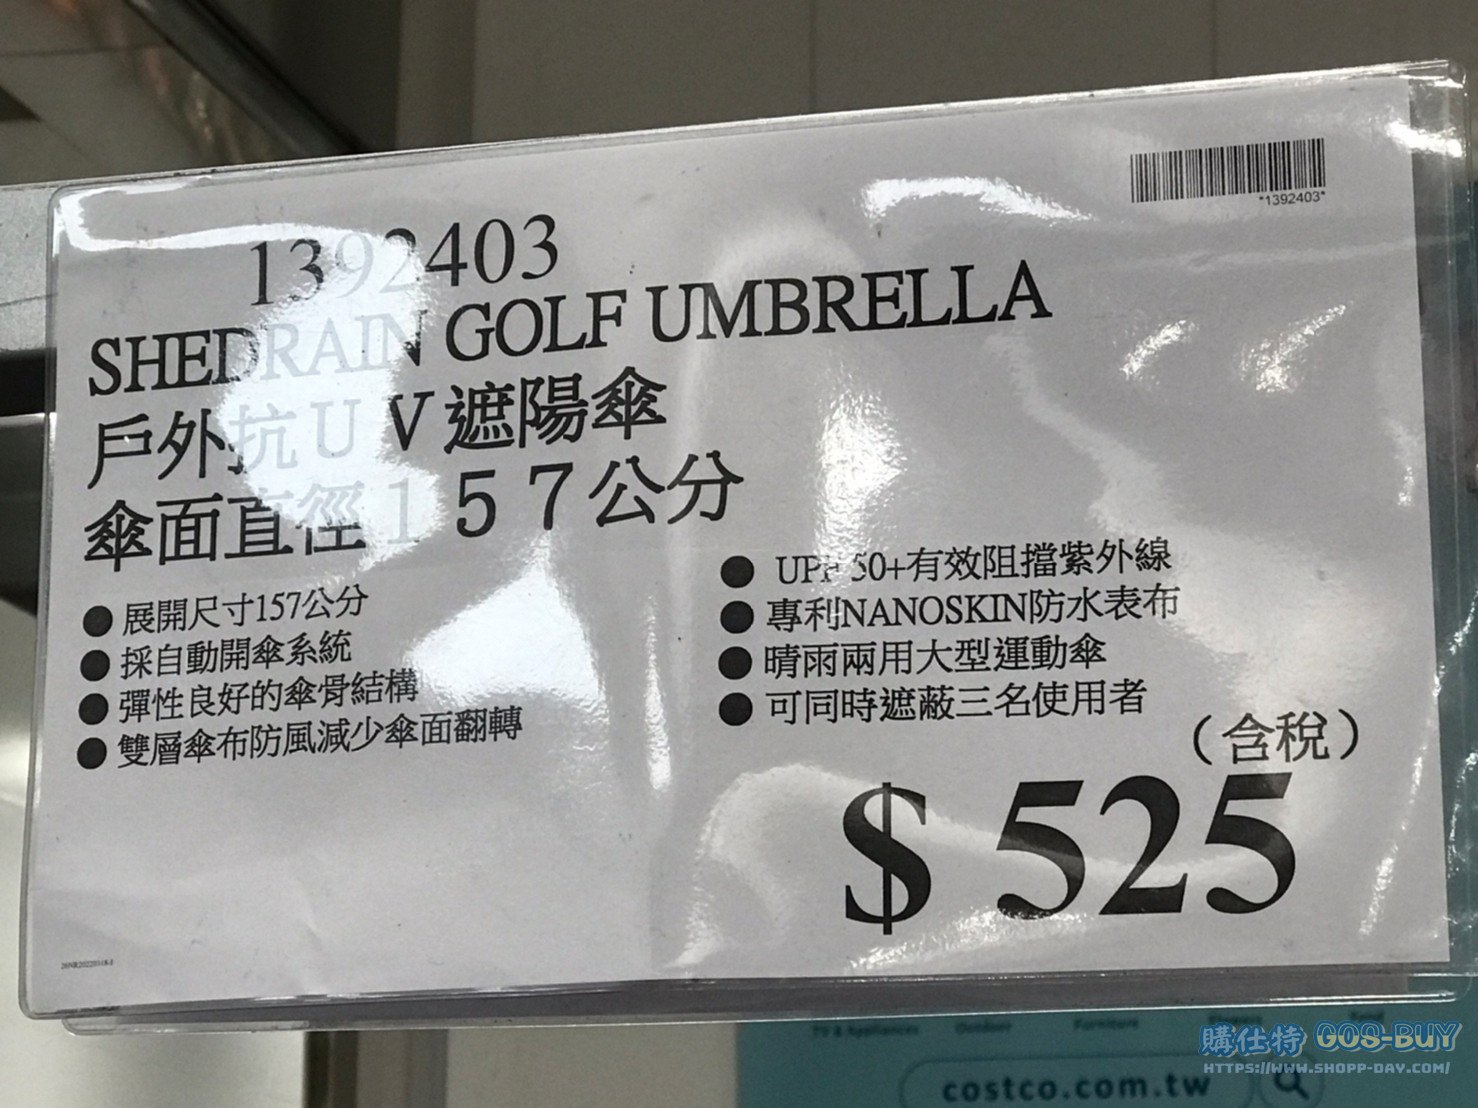 *1392403*
1392403
SHEDRAIN GOLF UMBRELLA
戶外抗UV遮陽傘
傘面直徑157公分
● 展開尺寸157公分
● 採自動開傘系統
● 彈性良好的傘骨結構
● 雙層傘布防風減少傘面翻轉
● UPF 50+有效阻擋紫外線
● 專利NANOSKIN防水表布
● 晴雨兩用大型運動傘
● 可同時遮蔽三名使用者
（含稅）
$ 525
TV & Appliances Outdoor Furniture
costco.com.tw
購仕特 GOS-BUY
HTTPS://WWW.SHOPP-DAY.COM/